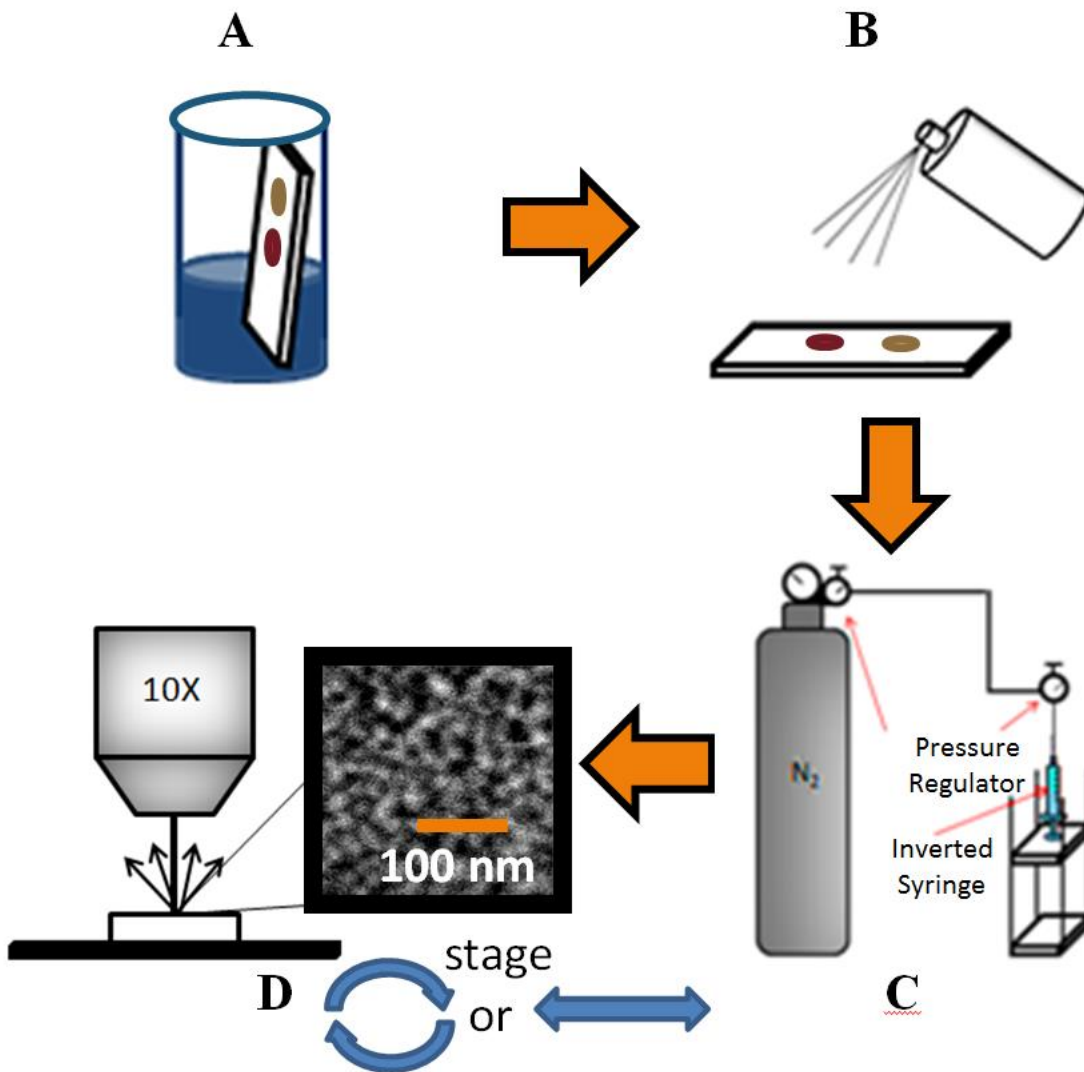 A
B
N₂
Pressure
Regulator
Inverted
Syringe
10X
100 nm
stage
D
or
C